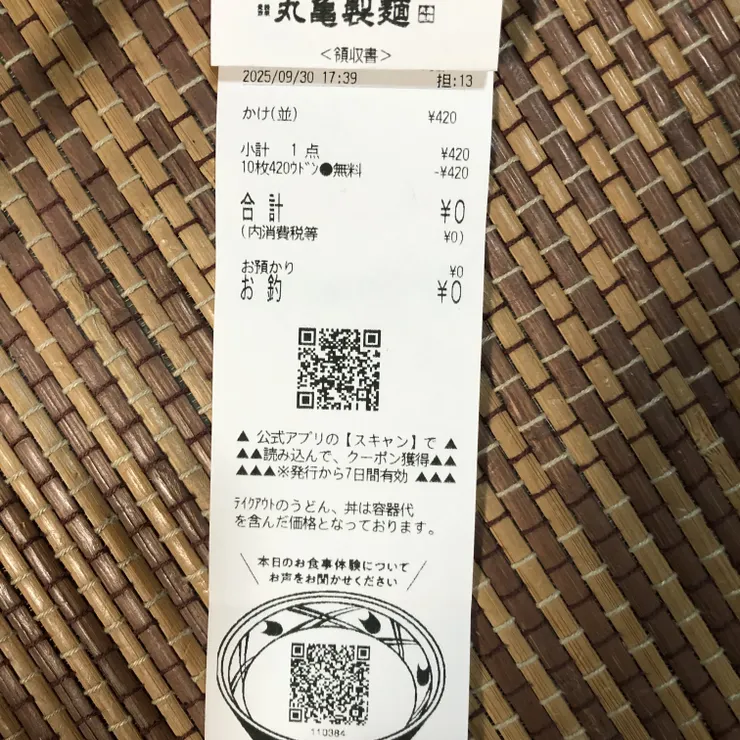 丸亀製麺
<領収書>
2025/09/30 17:39 担:13
かけ(並) ¥420
小計 1点 ¥420
10枚420ウドン●無料 -¥420
合計 ¥0
(内消費税等 ¥0)
お預かり ¥0
お釣 ¥0
▲ 公式アプリの【スキャン】で ▲
▲▲読み込んで、クーポン獲得▲▲
▲▲▲※発行から7日間有効 ▲▲▲
テイクアウトのうどん、丼は容器代
を含んだ価格となっております。
本日のお食事体験について
お声をお聞かせください
110384